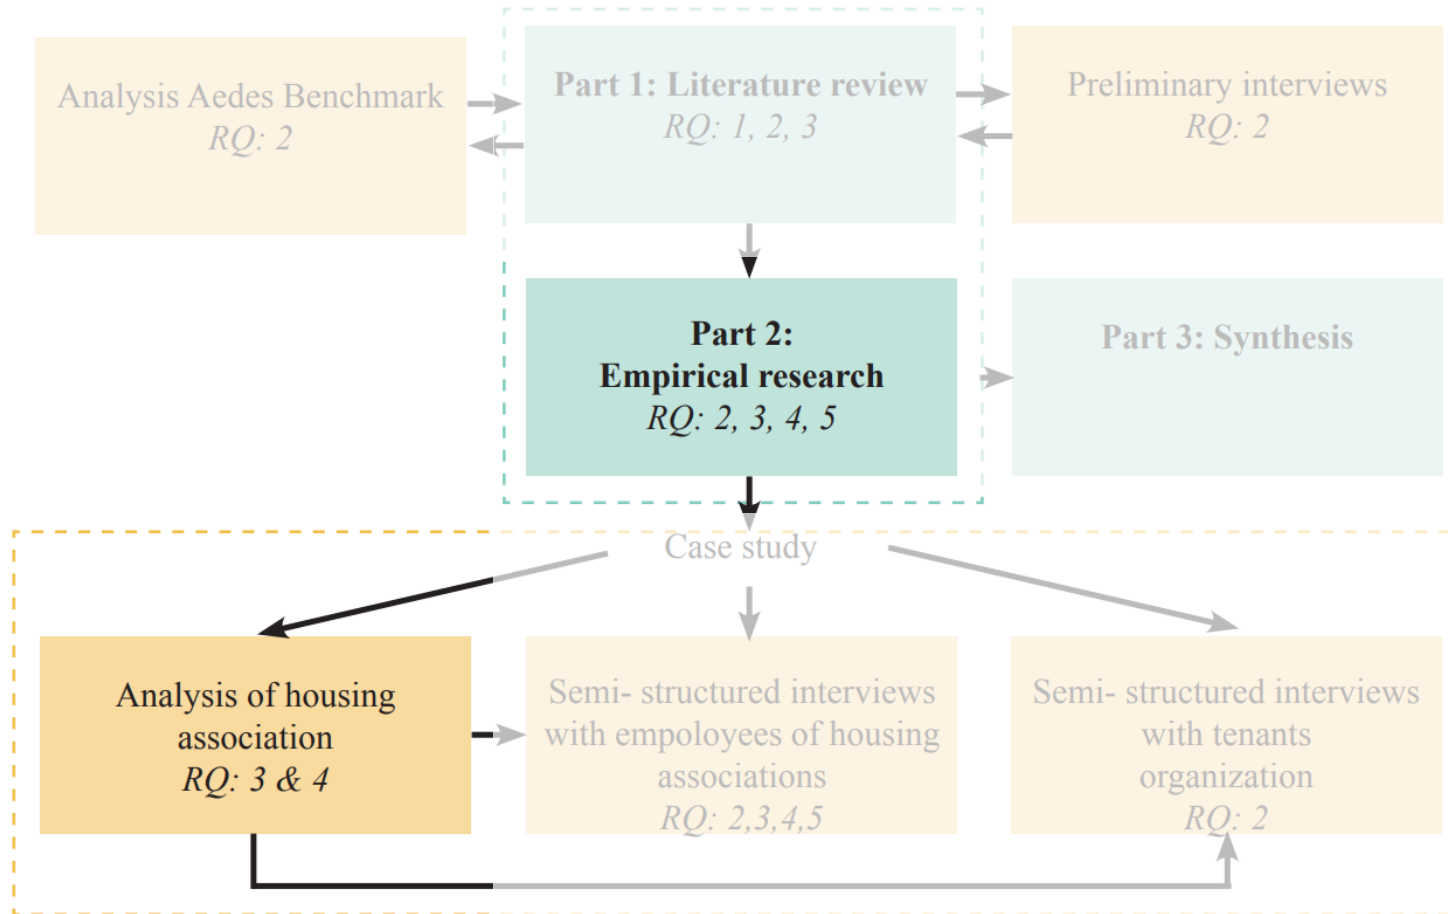 Analysis Aedes Benchmark
RQ: 2
Part 1: Literature review
RQ: 1, 2, 3
Preliminary interviews
RQ: 2
Part 2:
Empirical research
RQ: 2, 3, 4, 5
Part 3: Synthesis
Case study
Analysis of housing
association
RQ: 3 & 4
Semi- structured interviews
with empoloyees of housing
associations
RQ: 2,3,4,5
Semi- structured interviews
with tenants
organization
RQ: 2